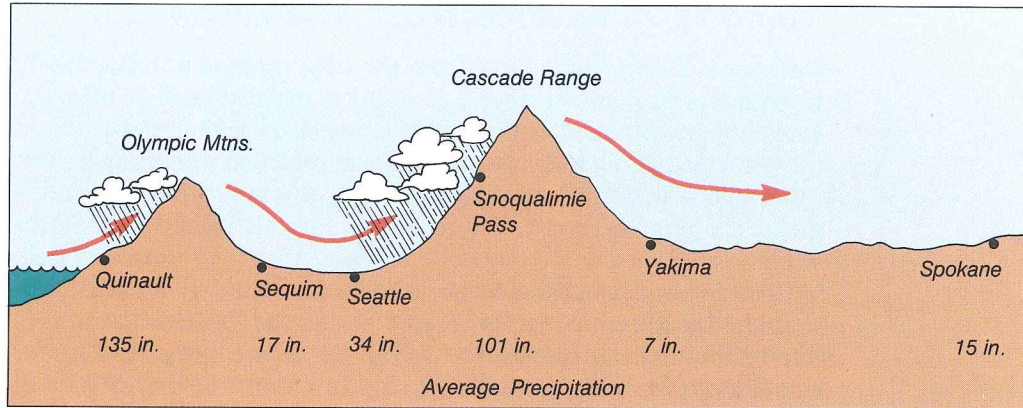 Cascade Range
Olympic Mtns.
Snoqualimie
Pass
Quinault
Sequim
Seattle
Yakima
Spokane
135 in.
17 in.
34 in.
101 in.
7 in.
15 in.
Average Precipitation